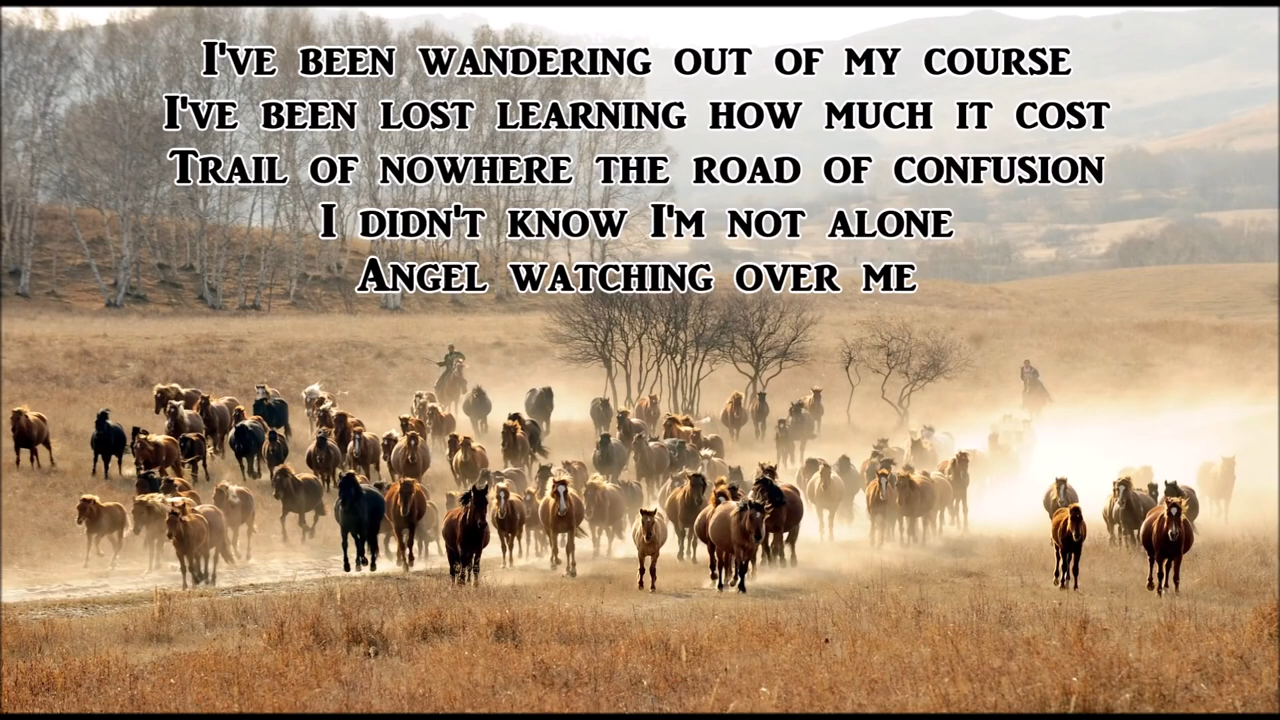 I've been wandering out of my course
I've been lost learning how much it cost
Trail of nowhere the road of confusion
I didn't know I'm not alone
Angel watching over me